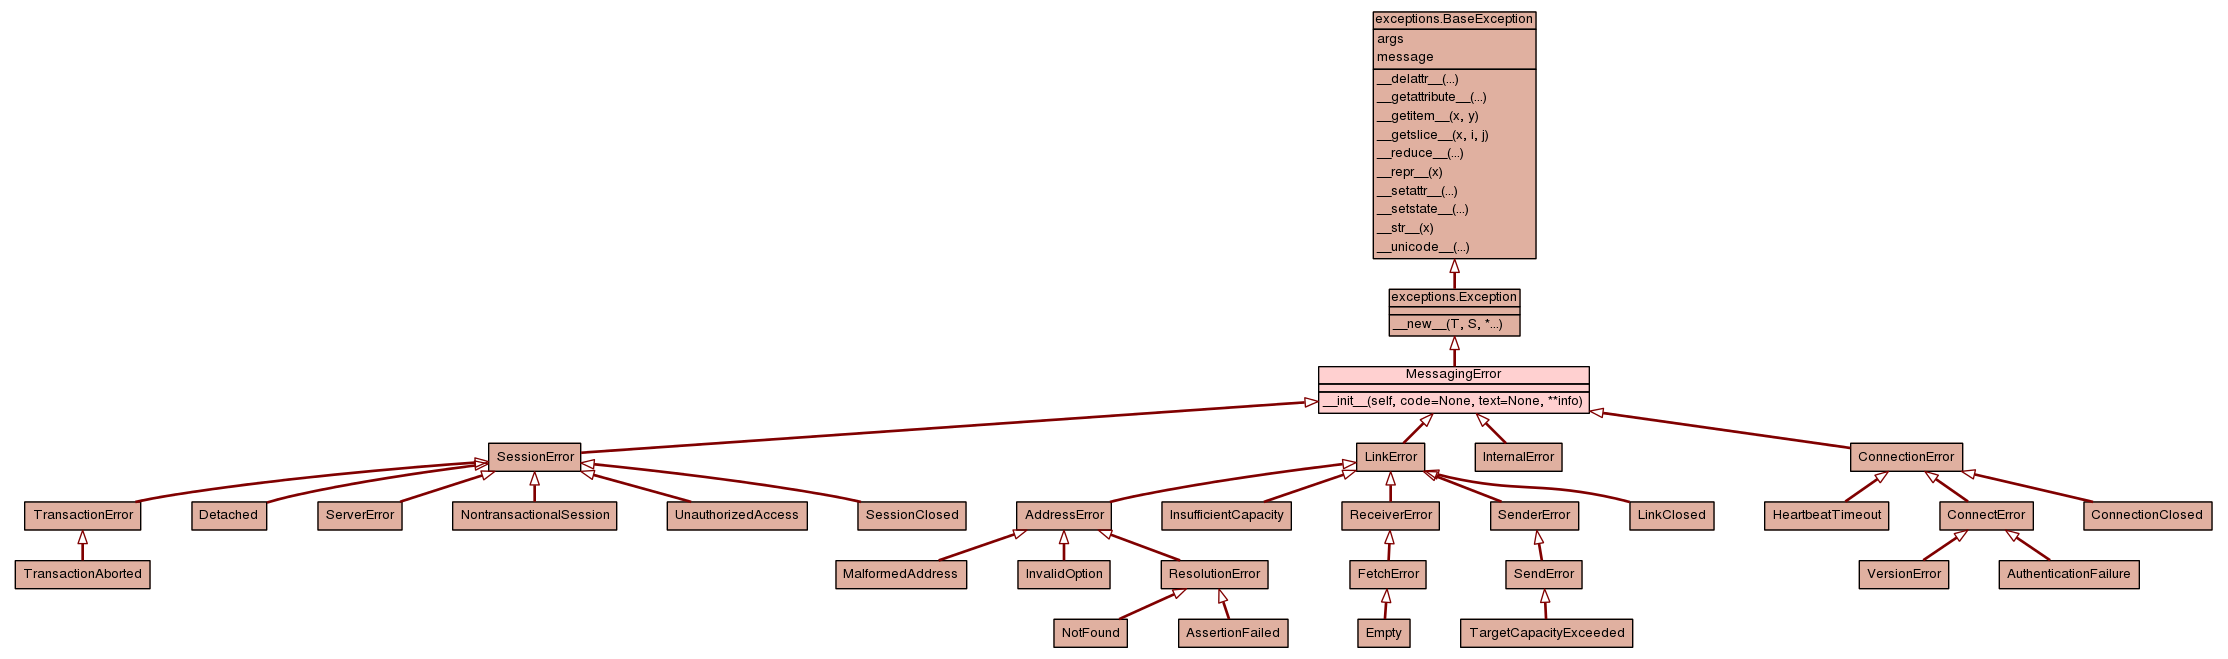 exceptions.BaseException
args
message
__delattr__(...)
__getattribute__(...)
__getitem__(x, y)
__getslice__(x, i, j)
__reduce__(...)
__repr__(x)
__setattr__(...)
__setstate__(...)
__str__(x)
__unicode__(...)
exceptions.Exception
__new__(T, S, *...)
MessagingError
__init__(self, code=None, text=None, **info)
SessionError
LinkError
InternalError
ConnectionError
TransactionError
Detached
ServerError
NontransactionalSession
UnauthorizedAccess
SessionClosed
AddressError
InsufficientCapacity
ReceiverError
SenderError
LinkClosed
HeartbeatTimeout
ConnectError
ConnectionClosed
TransactionAborted
MalformedAddress
InvalidOption
ResolutionError
FetchError
SendError
VersionError
AuthenticationFailure
NotFound
AssertionFailed
Empty
TargetCapacityExceeded